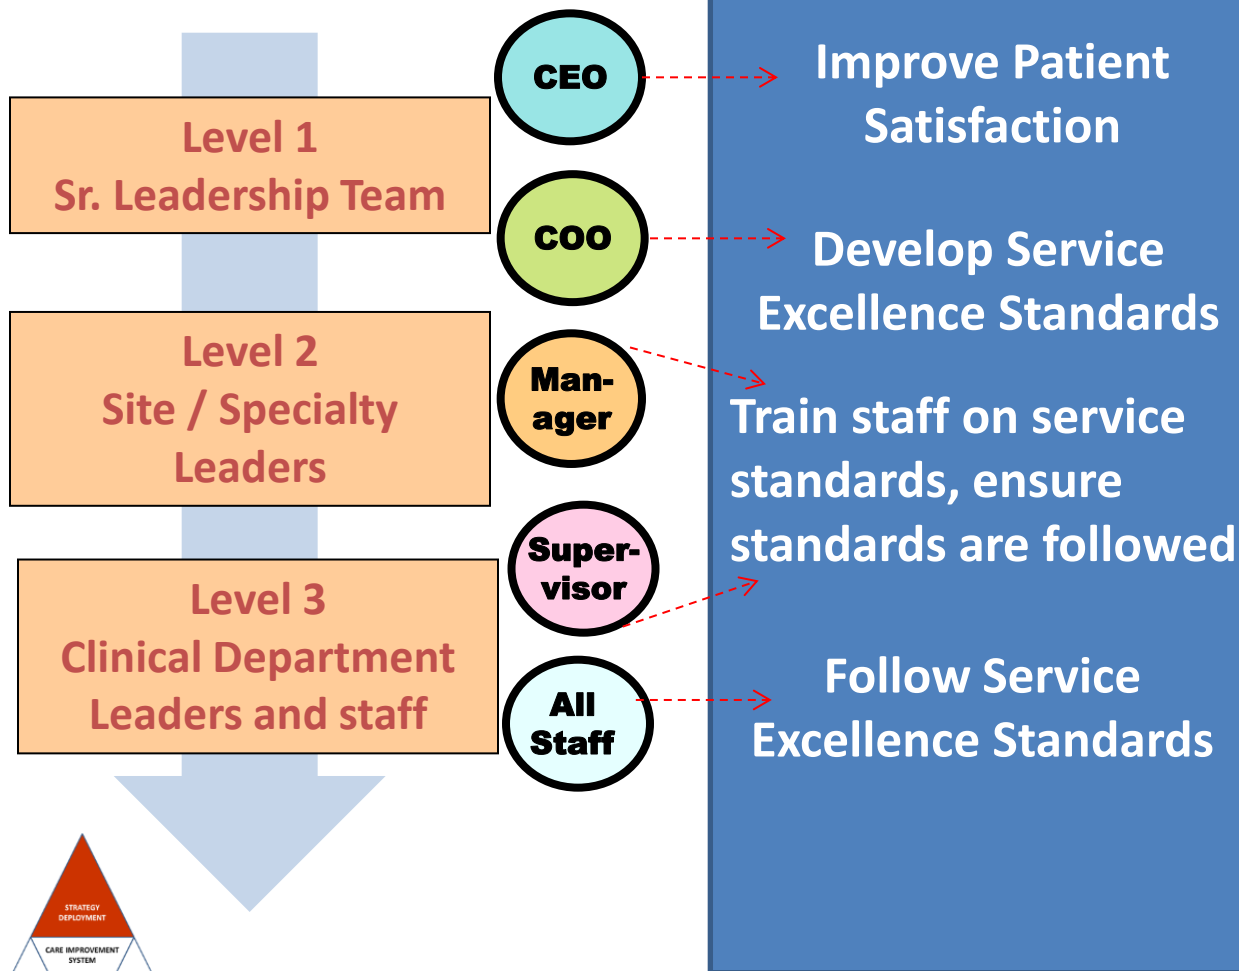 Level 1
Sr. Leadership Team
Level 2
Site / Specialty
Leaders
Level 3
Clinical Department
Leaders and staff
CEO
COO
Man-
ager
Super-
visor
All
Staff
Improve Patient
Satisfaction
Develop Service
Excellence Standards
Train staff on service
standards, ensure
standards are followed
Follow Service
Excellence Standards
STRATEGY
DEPLOYMENT
CARE IMPROVEMENT
SYSTEM